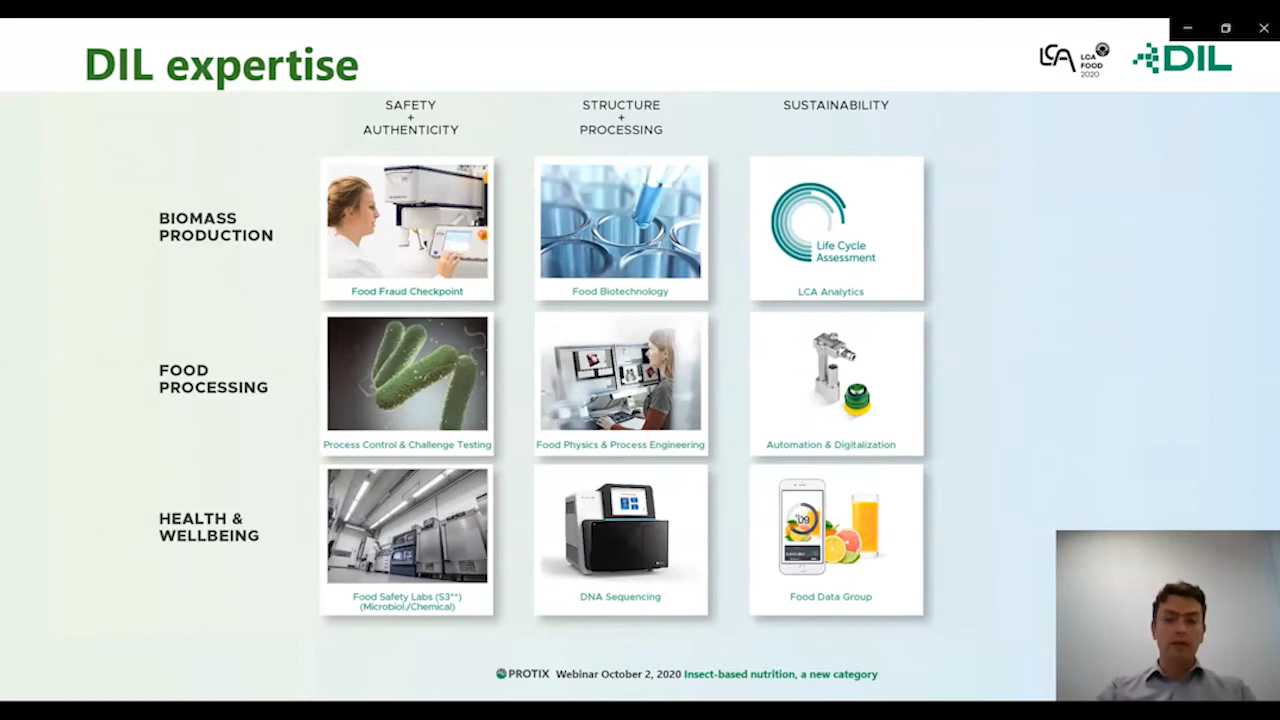 DIL expertise
LCA
LCA
FOOD
2020
DIL
SAFETY
+
AUTHENTICITY
STRUCTURE
+
PROCESSING
SUSTAINABILITY
BIOMASS
PRODUCTION
Food Fraud Checkpoint
Food Biotechnology
Life Cycle
Assessment
LCA Analytics
FOOD
PROCESSING
Process Control & Challenge Testing
Food Physics & Process Engineering
Automation & Digitalization
HEALTH &
WELLBEING
Food Safety Labs (S3**)
(Microbiol./Chemical)
DNA Sequencing
Food Data Group
PROTIX Webinar October 2, 2020 Insect-based nutrition, a new category